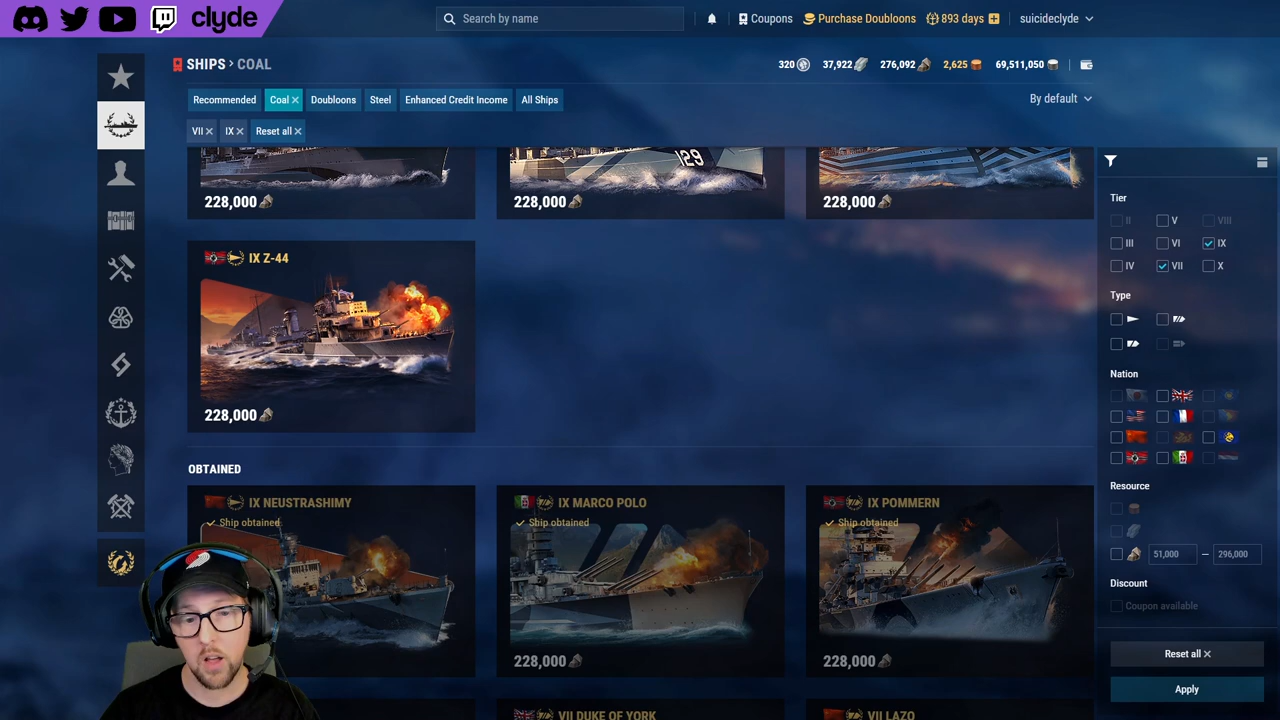 clyde
Search by name
Coupons
Purchase Doubloons
893 days
suicideclyde
SHIPS > COAL
320
37,922
276,092
2,625
69,511,050
Recommended
Coal ×
Doubloons
Steel
Enhanced Credit Income
All Ships
By default
VII ×
IX ×
Reset all ×
129
228,000
228,000
228,000
IX Z-44
228,000
OBTAINED
IX NEUSTRASHIMY
Ship obtained
IX MARCO POLO
Ship obtained
228,000
IX POMMERN
Ship obtained
228,000
VII DUKE OF YORK
VII LAZO
Tier
II
V
VIII
III
VI
IX
IV
VII
X
Type
Nation
Resource
51,000 — 296,000
Discount
Coupon available
Reset all ×
Apply